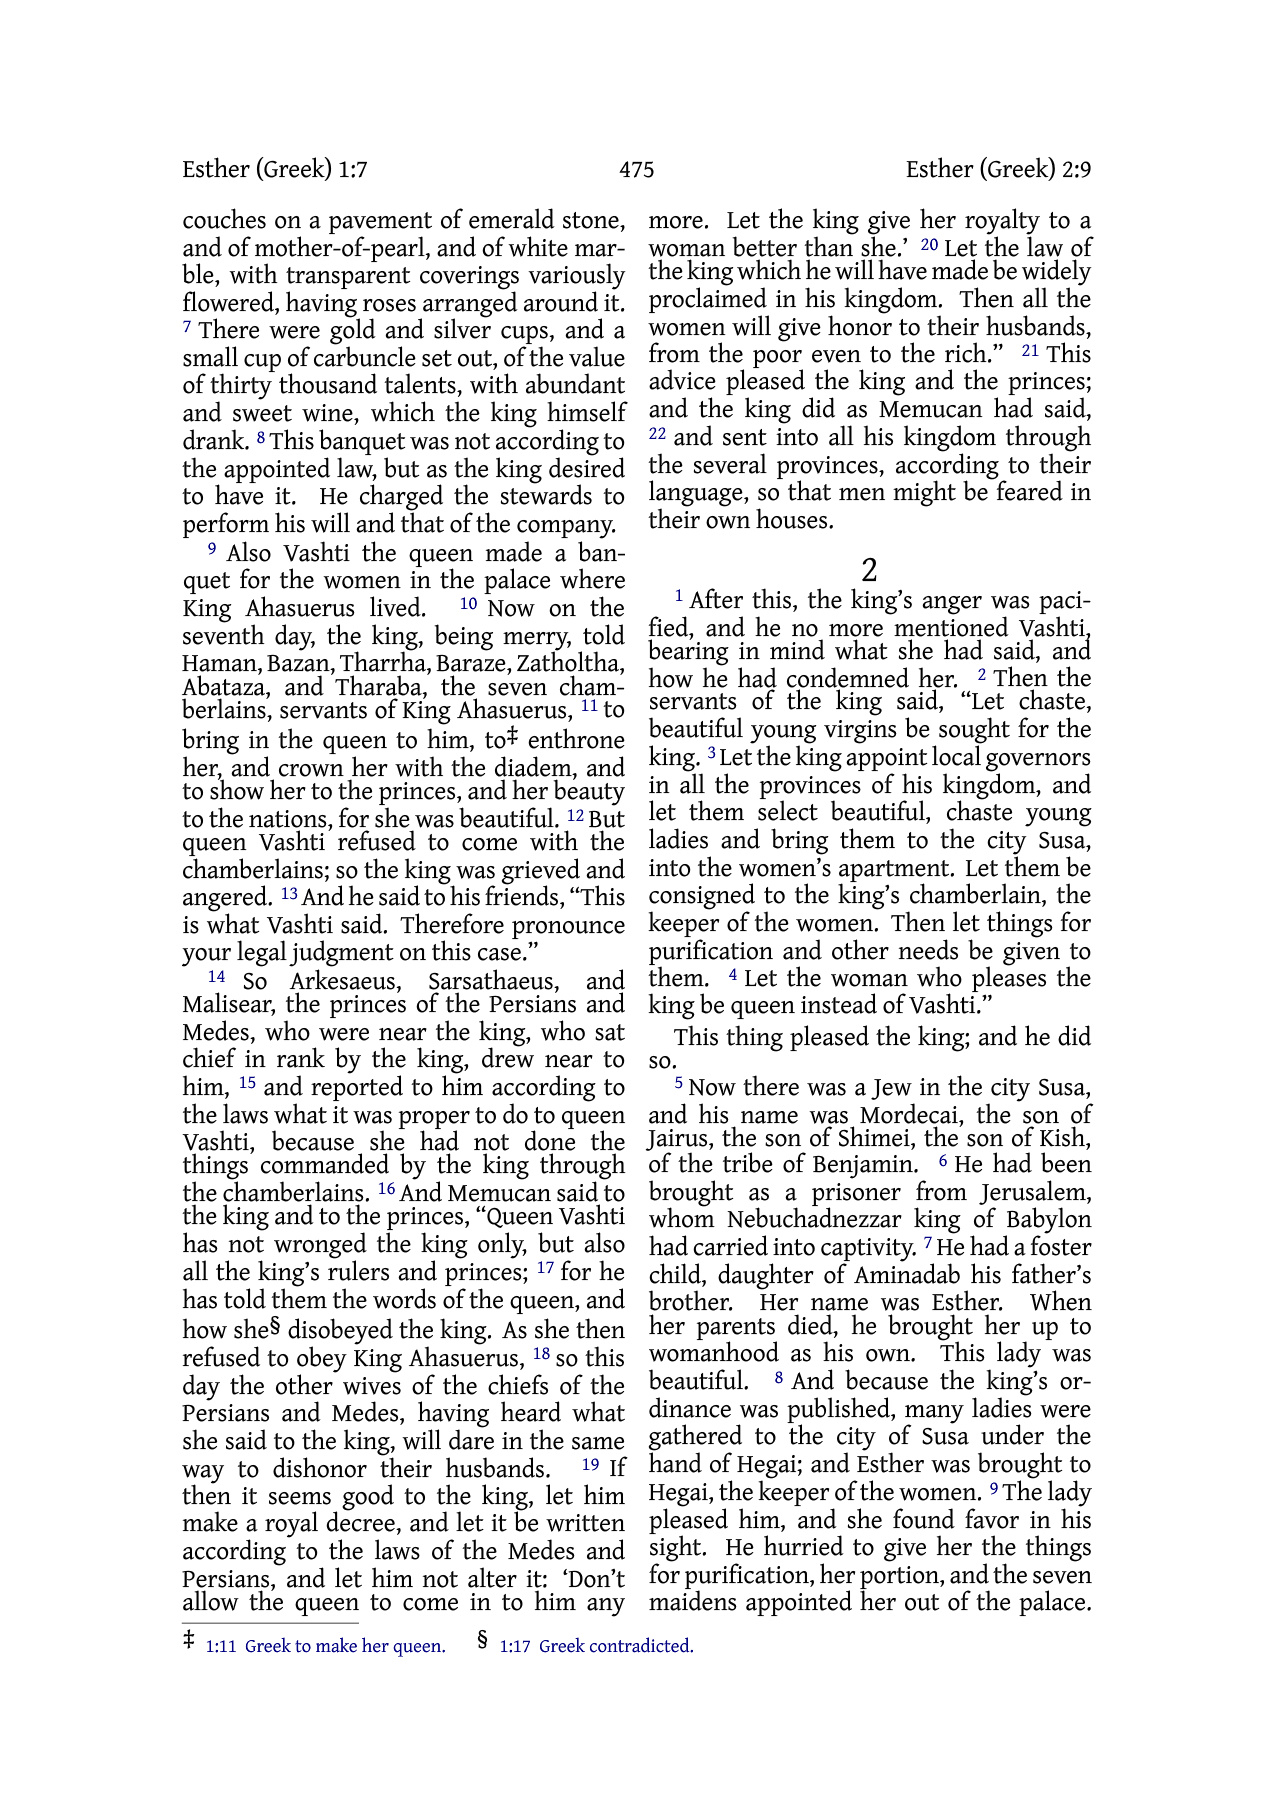 Esther (Greek) 1:7 475 Esther (Greek) 2:9
couches on a pavement of emerald stone,
and of mother-of-pearl, and of white mar-
ble, with transparent coverings variously
flowered, having roses arranged around it.
7 There were gold and silver cups, and a
small cup of carbuncle set out, of the value
of thirty thousand talents, with abundant
and sweet wine, which the king himself
drank. 8 This banquet was not according to
the appointed law, but as the king desired
to have it. He charged the stewards to
perform his will and that of the company.
9 Also Vashti the queen made a ban-
quet for the women in the palace where
King Ahasuerus lived. 10 Now on the
seventh day, the king, being merry, told
Haman, Bazan, Tharrha, Baraze, Zatholtha,
Abataza, and Tharaba, the seven cham-
berlains, servants of King Ahasuerus, 11 to
bring in the queen to him, to‡ enthrone
her, and crown her with the diadem, and
to show her to the princes, and her beauty
to the nations, for she was beautiful. 12 But
queen Vashti refused to come with the
chamberlains; so the king was grieved and
angered. 13 And he said to his friends, “This
is what Vashti said. Therefore pronounce
your legal judgment on this case.”
14 So Arkesaeus, Sarsathaeus, and
Malisear, the princes of the Persians and
Medes, who were near the king, who sat
chief in rank by the king, drew near to
him, 15 and reported to him according to
the laws what it was proper to do to queen
Vashti, because she had not done the
things commanded by the king through
the chamberlains. 16 And Memucan said to
the king and to the princes, “Queen Vashti
has not wronged the king only, but also
all the king’s rulers and princes; 17 for he
has told them the words of the queen, and
how she§ disobeyed the king. As she then
refused to obey King Ahasuerus, 18 so this
day the other wives of the chiefs of the
Persians and Medes, having heard what
she said to the king, will dare in the same
way to dishonor their husbands. 19 If
then it seems good to the king, let him
make a royal decree, and let it be written
according to the laws of the Medes and
Persians, and let him not alter it: ‘Don’t
allow the queen to come in to him any
more. Let the king give her royalty to a
woman better than she.’ 20 Let the law of
the king which he will have made be widely
proclaimed in his kingdom. Then all the
women will give honor to their husbands,
from the poor even to the rich.” 21 This
advice pleased the king and the princes;
and the king did as Memucan had said,
22 and sent into all his kingdom through
the several provinces, according to their
language, so that men might be feared in
their own houses.
2
1 After this, the king’s anger was paci-
fied, and he no more mentioned Vashti,
bearing in mind what she had said, and
how he had condemned her. 2 Then the
servants of the king said, “Let chaste,
beautiful young virgins be sought for the
king. 3 Let the king appoint local governors
in all the provinces of his kingdom, and
let them select beautiful, chaste young
ladies and bring them to the city Susa,
into the women’s apartment. Let them be
consigned to the king’s chamberlain, the
keeper of the women. Then let things for
purification and other needs be given to
them. 4 Let the woman who pleases the
king be queen instead of Vashti.”
This thing pleased the king; and he did
so.
5 Now there was a Jew in the city Susa,
and his name was Mordecai, the son of
Jairus, the son of Shimei, the son of Kish,
of the tribe of Benjamin. 6 He had been
brought as a prisoner from Jerusalem,
whom Nebuchadnezzar king of Babylon
had carried into captivity. 7 He had a foster
child, daughter of Aminadab his father’s
brother. Her name was Esther. When
her parents died, he brought her up to
womanhood as his own. This lady was
beautiful. 8 And because the king’s or-
dinance was published, many ladies were
gathered to the city of Susa under the
hand of Hegai; and Esther was brought to
Hegai, the keeper of the women. 9 The lady
pleased him, and she found favor in his
sight. He hurried to give her the things
for purification, her portion, and the seven
maidens appointed her out of the palace.
‡ 1:11 Greek to make her queen. § 1:17 Greek contradicted.